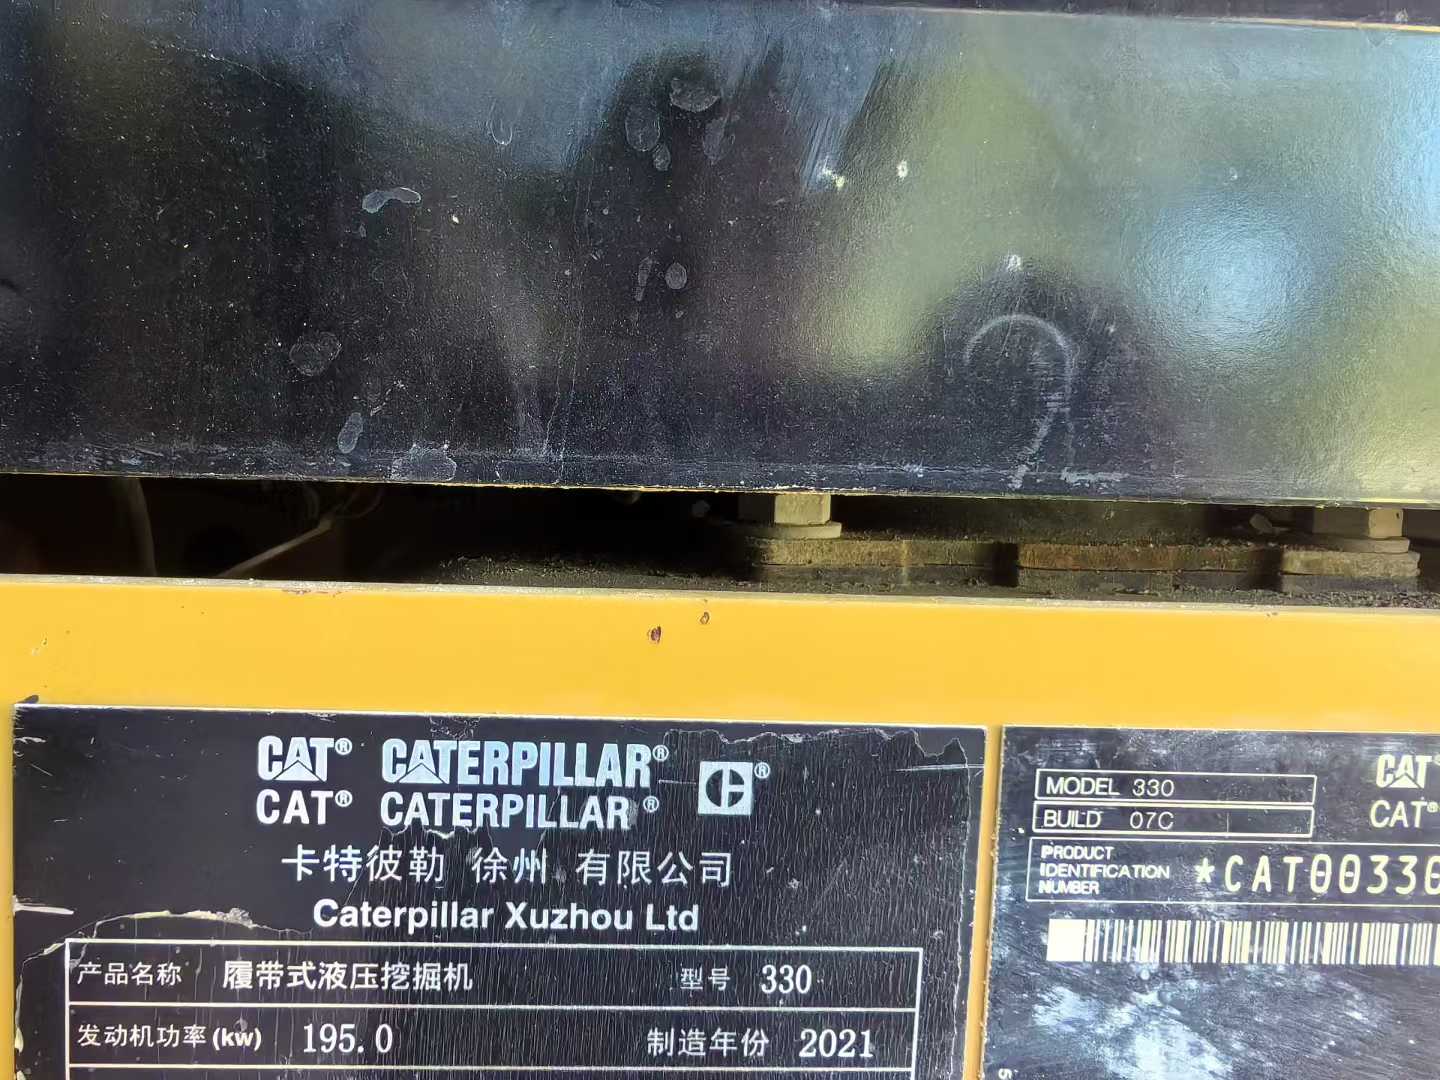 CAT® CATERPILLAR®
CAT® CATERPILLAR®
卡特彼勒 徐州 有限公司
Caterpillar Xuzhou Ltd
产品名称 履带式液压挖掘机 型号 330
发动机功率(kw) 195.0 制造年份 2021
MODEL 330
BUILD 07C
CAT
CAT®
PRODUCT
IDENTIFICATION
NUMBER
*CAT00330